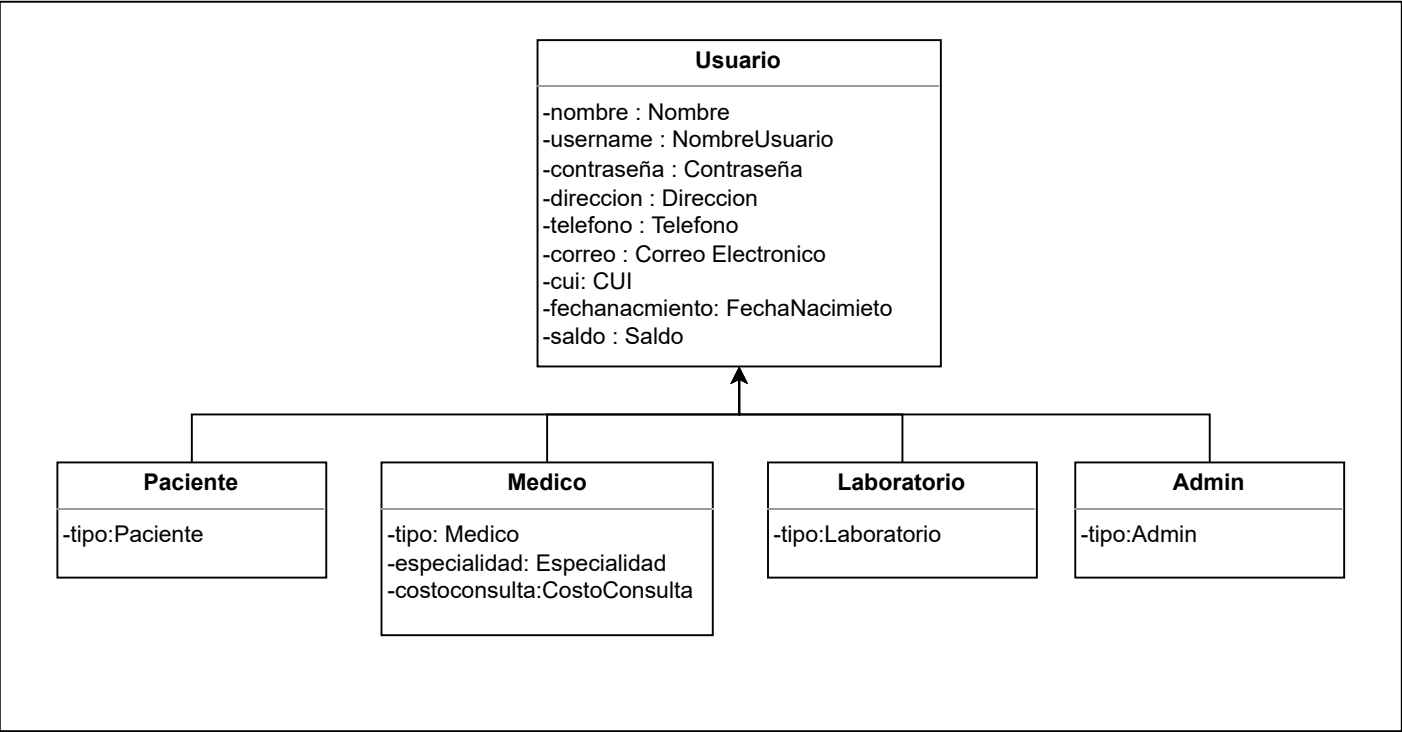 Usuario
-nombre : Nombre
-username : NombreUsuario
-contraseña : Contraseña
-direccion : Direccion
-telefono : Telefono
-correo : Correo Electronico
-cui: CUI
-fechanacmiento: FechaNacimieto
-saldo : Saldo
Paciente
-tipo:Paciente
Medico
-tipo: Medico
-especialidad: Especialidad
-costoconsulta:CostoConsulta
Laboratorio
-tipo:Laboratorio
Admin
-tipo:Admin